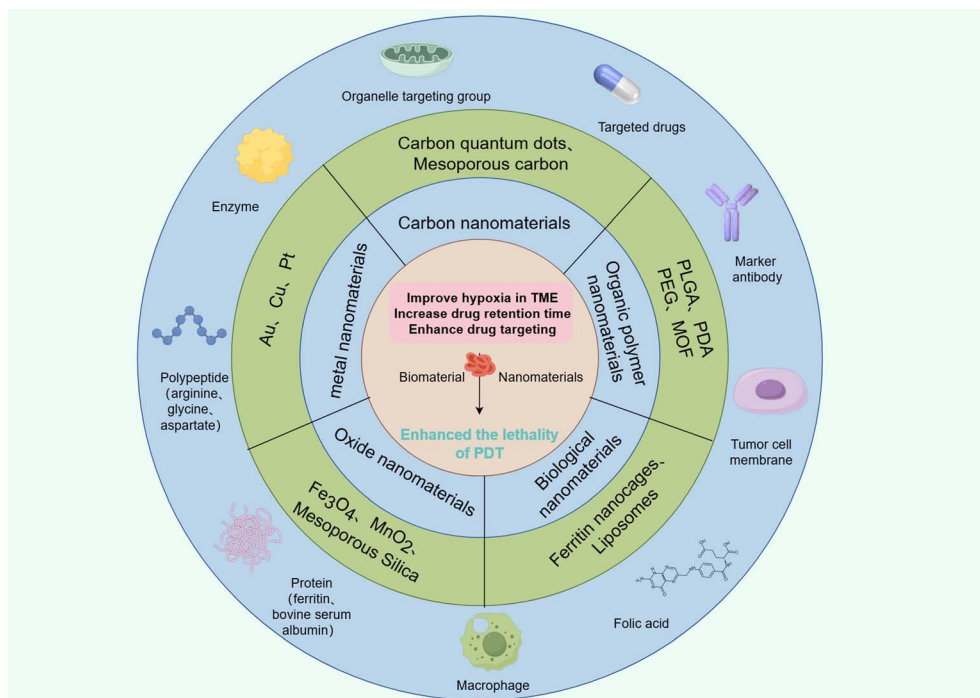 Organelle targeting group
Targeted drugs
Enzyme
Marker
antibody
Polypeptide
(arginine、
glycine、
aspartate)
Tumor cell
membrane
Protein
(ferritin、
bovine serum
albumin)
Folic acid
Macrophage
Carbon quantum dots、
Mesoporous carbon
Au、Cu、Pt
PLGA、PDA
PEG、MOF
Fe3O4、MnO2、
Mesoporous Silica
Ferritin nanocages、
Liposomes
Carbon nanomaterials
metal nanomaterials
Organic polymer
nanomaterials
Oxide nanomaterials
Biological
nanomaterials
Improve hypoxia in TME
Increase drug retention time
Enhance drug targeting
Biomaterial
Nanomaterials
Enhanced the lethality
of PDT